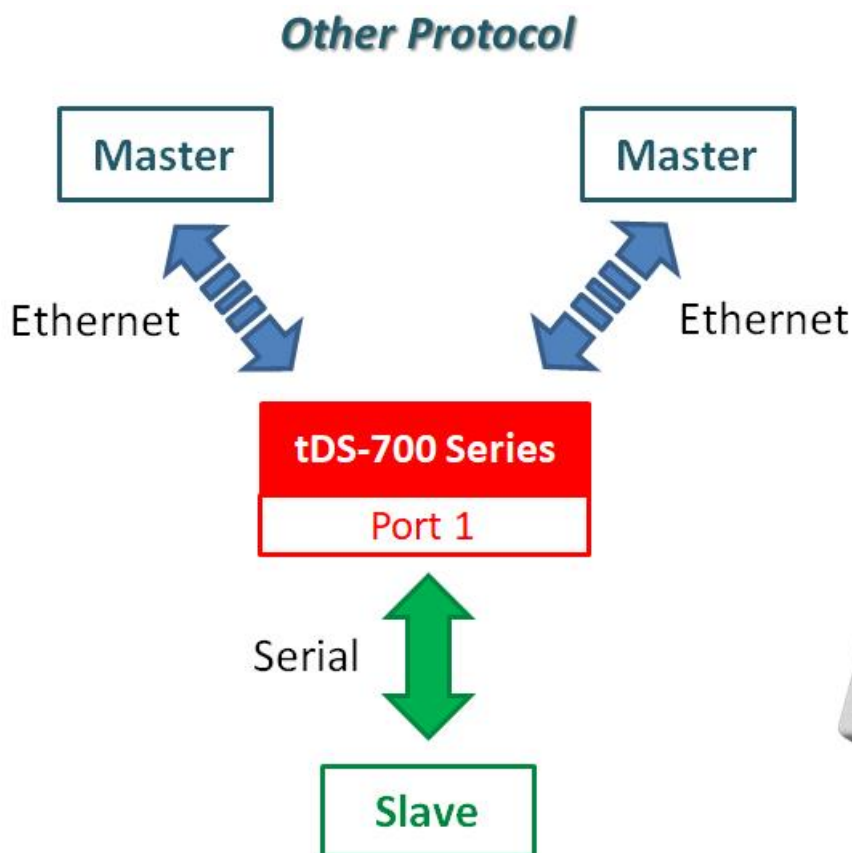 Other Protocol
Master
Master
Ethernet
Ethernet
tDS-700 Series
Port 1
Serial
Slave